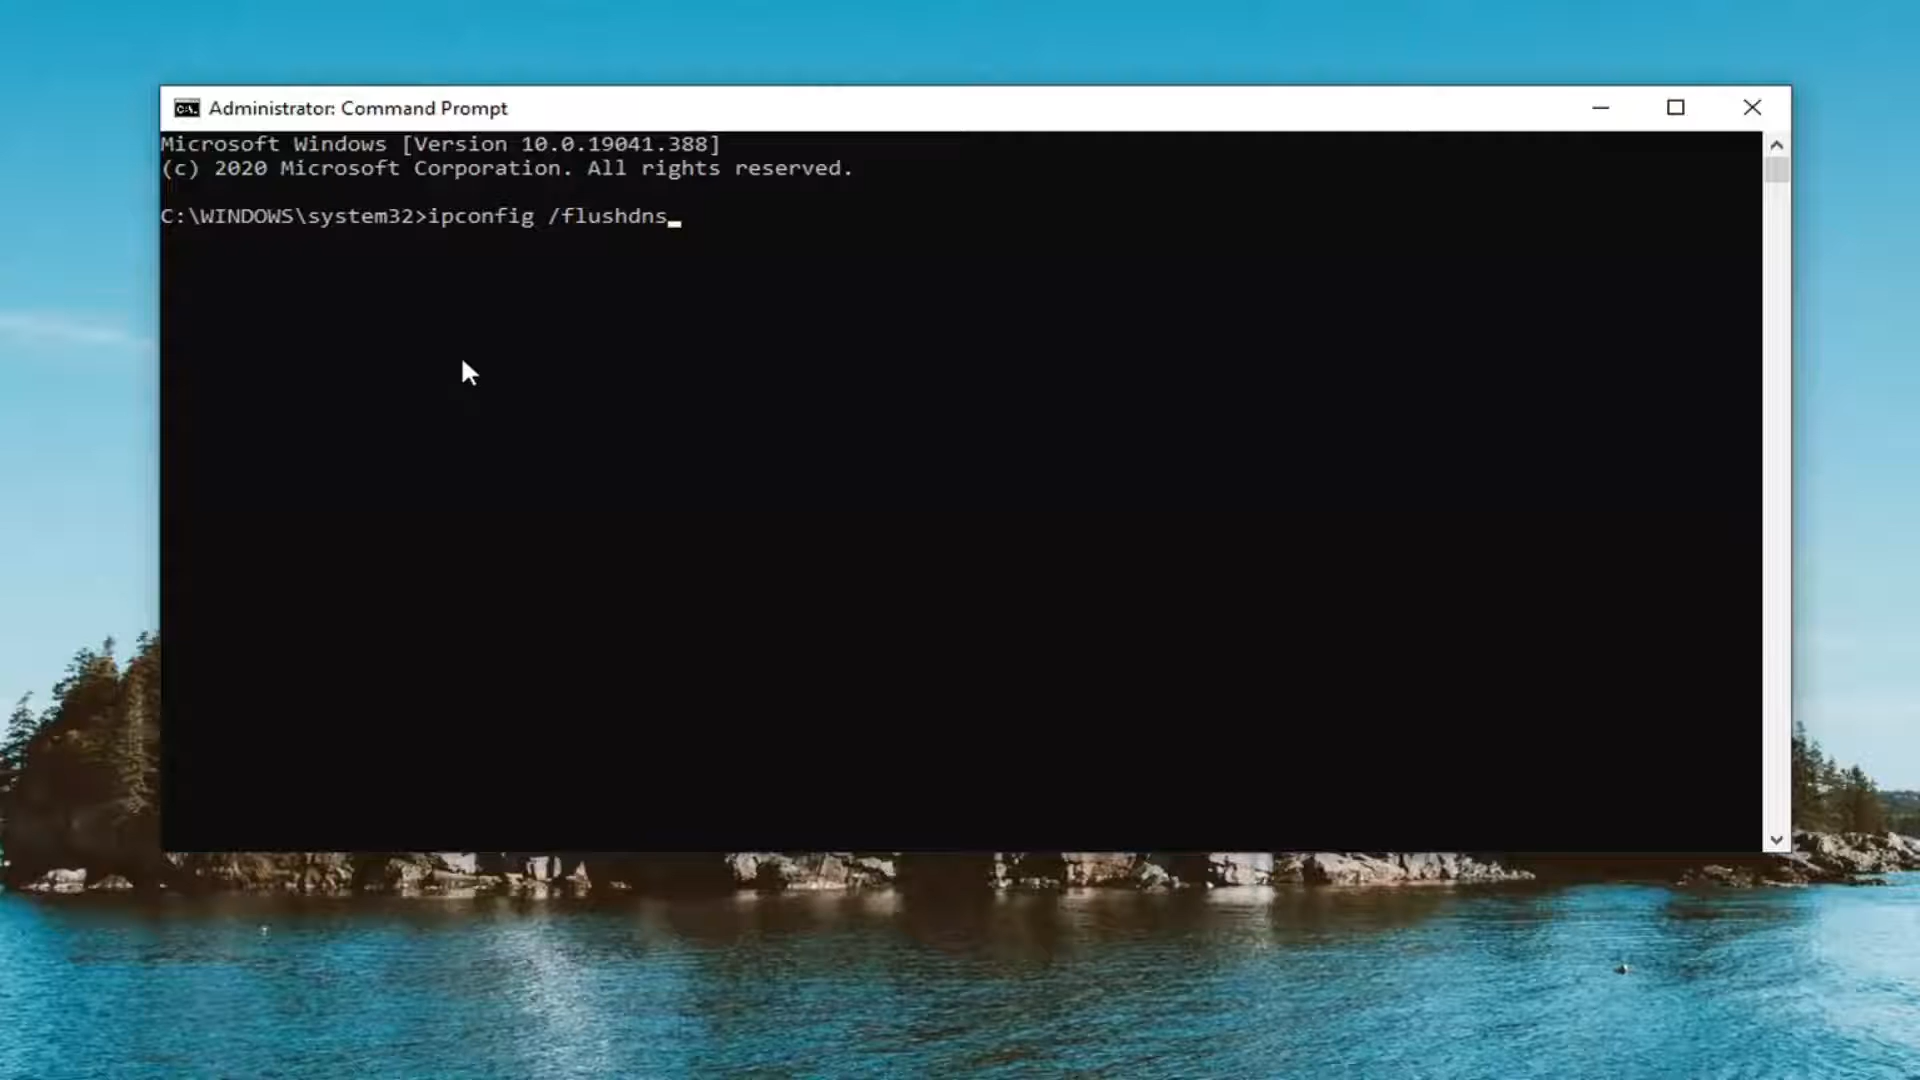 Administrator: Command Prompt
Microsoft Windows [Version 10.0.19041.388]
(c) 2020 Microsoft Corporation. All rights reserved.
C:\WINDOWS\system32>ipconfig /flushdns